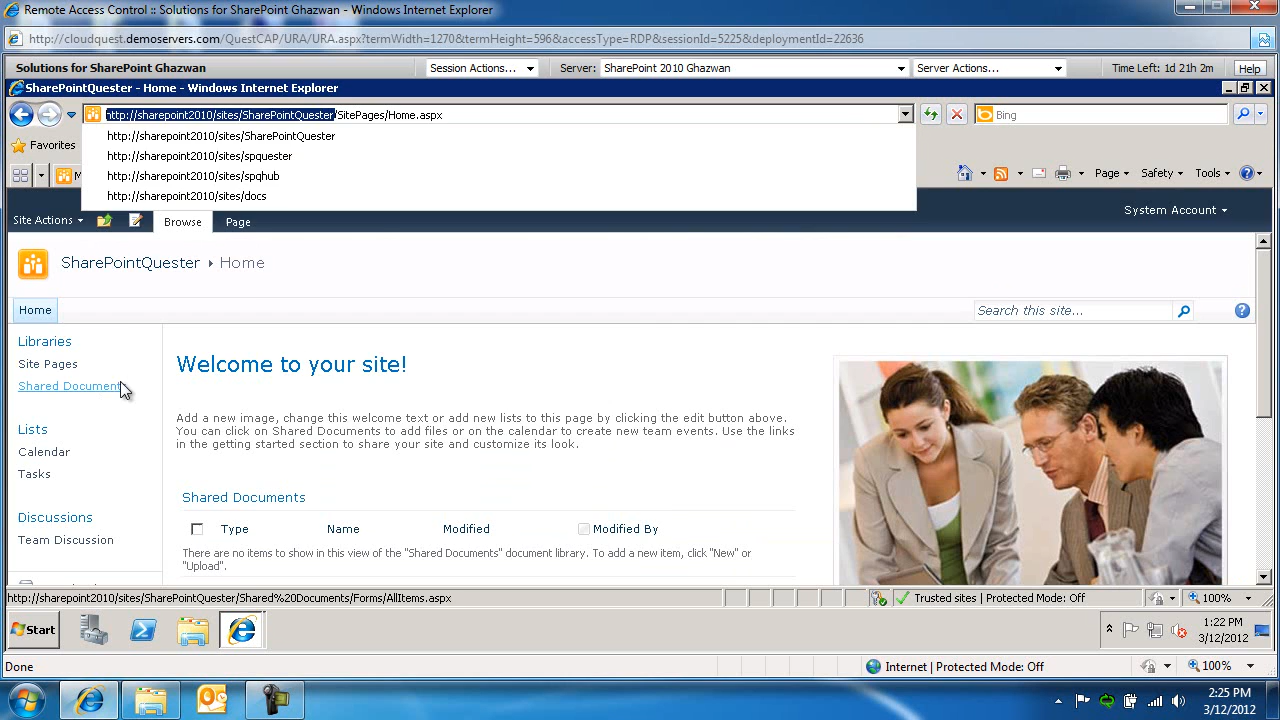 Remote Access Control :: Solutions for SharePoint Ghazwan - Windows Internet Explorer
http://cloudquest.demoservers.com/QuestCAP/URA/URA.aspx?termWidth=1270&termHeight=596&accessType=RDP&sessionId=5225&deploymentId=22636
Solutions for SharePoint Ghazwan
Session Actions...
Server:
SharePoint 2010 Ghazwan
Server Actions...
Time Left: 1d 21h 2m
Help
SharePointQuester - Home - Windows Internet Explorer
http://sharepoint2010/sites/SharePointQuester/SitePages/Home.aspx
Bing
http://sharepoint2010/sites/SharePointQuester
http://sharepoint2010/sites/spquester
http://sharepoint2010/sites/spqhub
http://sharepoint2010/sites/docs
Favorites
Page
Safety
Tools
Site Actions
Browse
Page
System Account
SharePointQuester
Home
Home
Search this site...
Libraries
Site Pages
Shared Document
Lists
Calendar
Tasks
Discussions
Team Discussion
Welcome to your site!
Add a new image, change this welcome text or add new lists to this page by clicking the edit button above.
You can click on Shared Documents to add files or on the calendar to create new team events. Use the links
in the getting started section to share your site and customize its look.
Shared Documents
Type
Name
Modified
Modified By
There are no items to show in this view of the "Shared Documents" document library. To add a new item, click "New" or
"Upload".
http://sharepoint2010/sites/SharePointQuester/Shared%20Documents/Forms/AllItems.aspx
Trusted sites | Protected Mode: Off
100%
Start
1:22 PM
3/12/2012
Done
Internet | Protected Mode: Off
100%
2:25 PM
3/12/2012